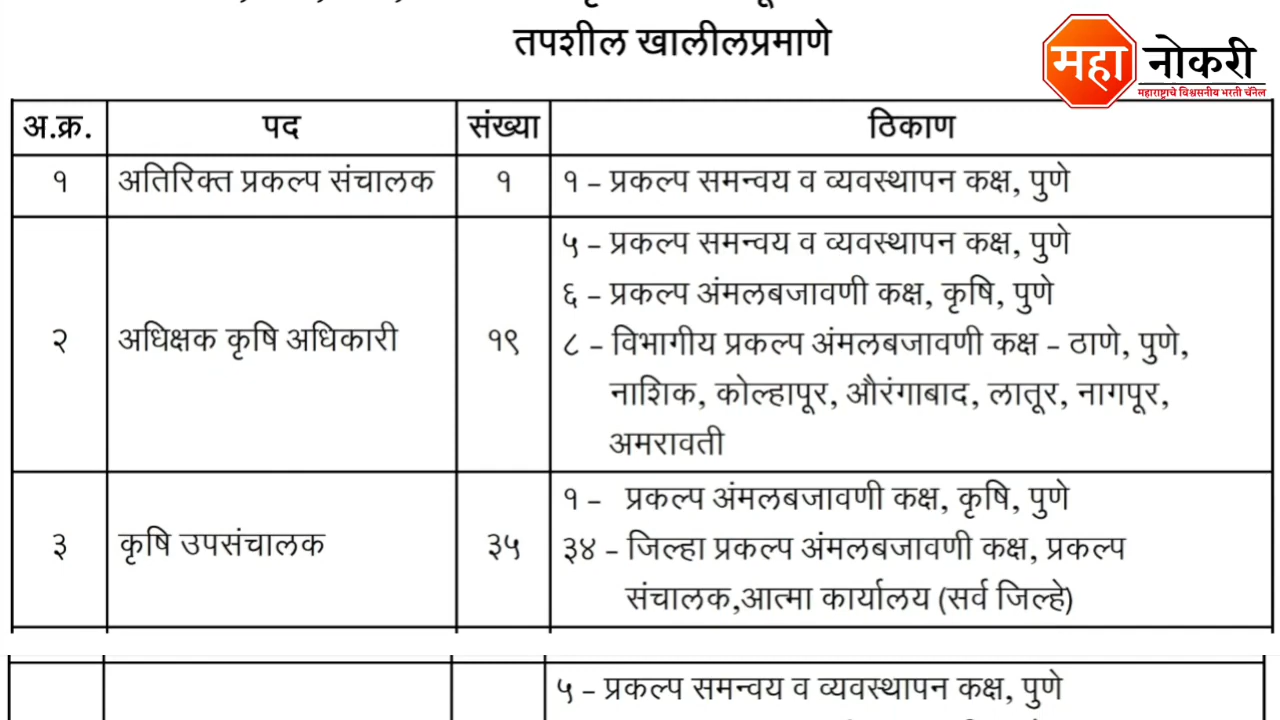 तपशील खालीलप्रमाणे
महा नोकरी
महाराष्ट्राचे विश्वसनीय भरती चॅनेल
अ.क्र. पद संख्या ठिकाण
१ अतिरिक्त प्रकल्प संचालक १ १ – प्रकल्प समन्वय व व्यवस्थापन कक्ष, पुणे
५ – प्रकल्प समन्वय व व्यवस्थापन कक्ष, पुणे
६ – प्रकल्प अंमलबजावणी कक्ष, कृषि, पुणे
२ अधिक्षक कृषि अधिकारी १९ ८ – विभागीय प्रकल्प अंमलबजावणी कक्ष – ठाणे, पुणे,
नाशिक, कोल्हापूर, औरंगाबाद, लातूर, नागपूर,
अमरावती
१ – प्रकल्प अंमलबजावणी कक्ष, कृषि, पुणे
३ कृषि उपसंचालक ३५ ३४ – जिल्हा प्रकल्प अंमलबजावणी कक्ष, प्रकल्प
संचालक,आत्मा कार्यालय (सर्व जिल्हे)
५ – प्रकल्प समन्वय व व्यवस्थापन कक्ष, पुणे